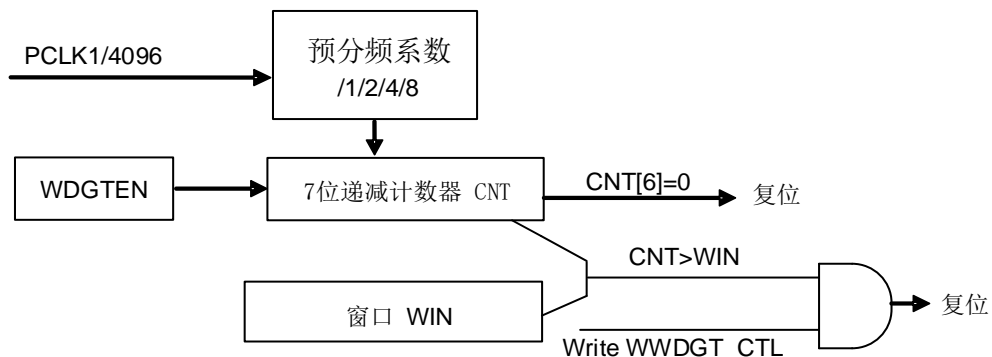 PCLK1/4096
预分频系数
/1/2/4/8
WDGTEN
7位递减计数器 CNT
CNT[6]=0
复位
CNT>WIN
窗口 WIN
复位
Write WWDGT_CTL